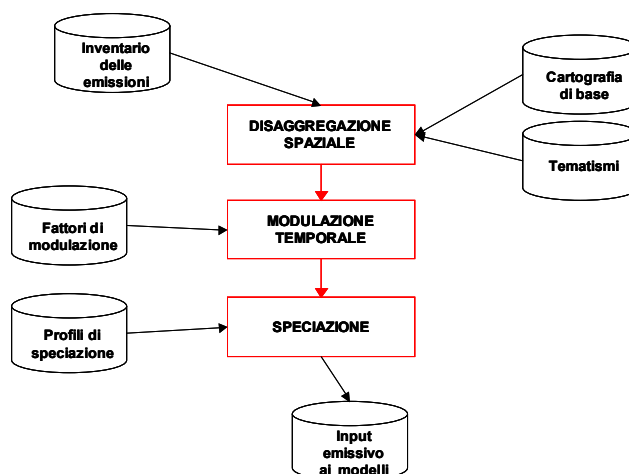 Inventario
delle
emissioni
Cartografia
di base
DISAGGREGAZIONE
SPAZIALE
Tematismi
Fattori di
modulazione
MODULAZIONE
TEMPORALE
Profili di
speciazione
SPECIAZIONE
Input
emissivo
ai modelli